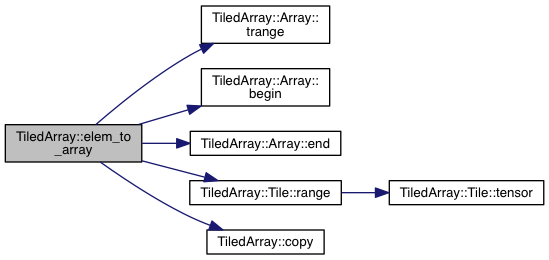 TiledArray::Array::
trange
TiledArray::Array::
begin
TiledArray::elem_to
_array
TiledArray::Array::end
TiledArray::Tile::range
TiledArray::Tile::tensor
TiledArray::copy